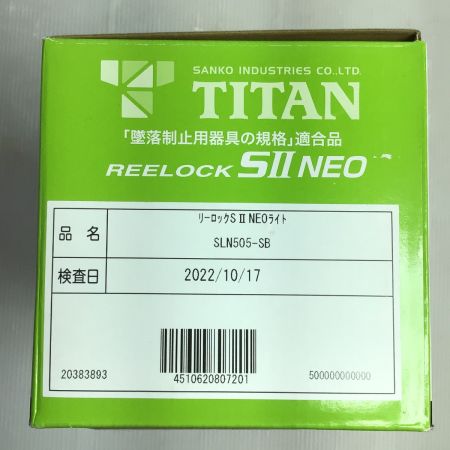 SANKO INDUSTRIES CO.,LTD.
TITAN
「墜落制止用器具の規格」適合品
REELOCK SII NEO
リーロックSⅡNEOライト
品 名
SLN505-SB
検査日
2022/10/17
20383893
4510620807201
500000000000